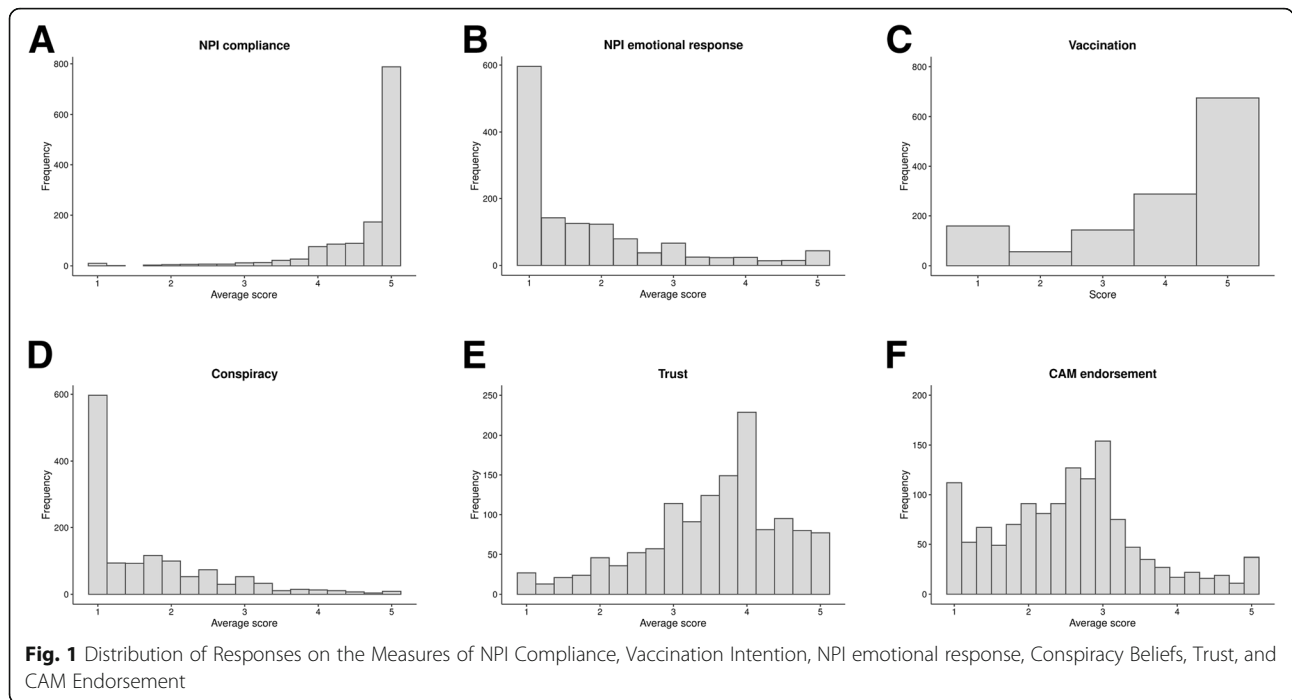 A
NPI compliance
800
600
400
200
0
Frequency
1 2 3 4 5
Average score
B
NPI emotional response
600
400
200
0
Frequency
1 2 3 4 5
Average score
C
Vaccination
800
600
400
200
0
Frequency
1 2 3 4 5
Score
D
Conspiracy
600
400
200
0
Frequency
1 2 3 4 5
Average score
E
Trust
250
200
150
100
50
0
Frequency
1 2 3 4 5
Average score
F
CAM endorsement
200
150
100
50
0
Frequency
1 2 3 4 5
Average score
Fig. 1 Distribution of Responses on the Measures of NPI Compliance, Vaccination Intention, NPI emotional response, Conspiracy Beliefs, Trust, and
CAM Endorsement